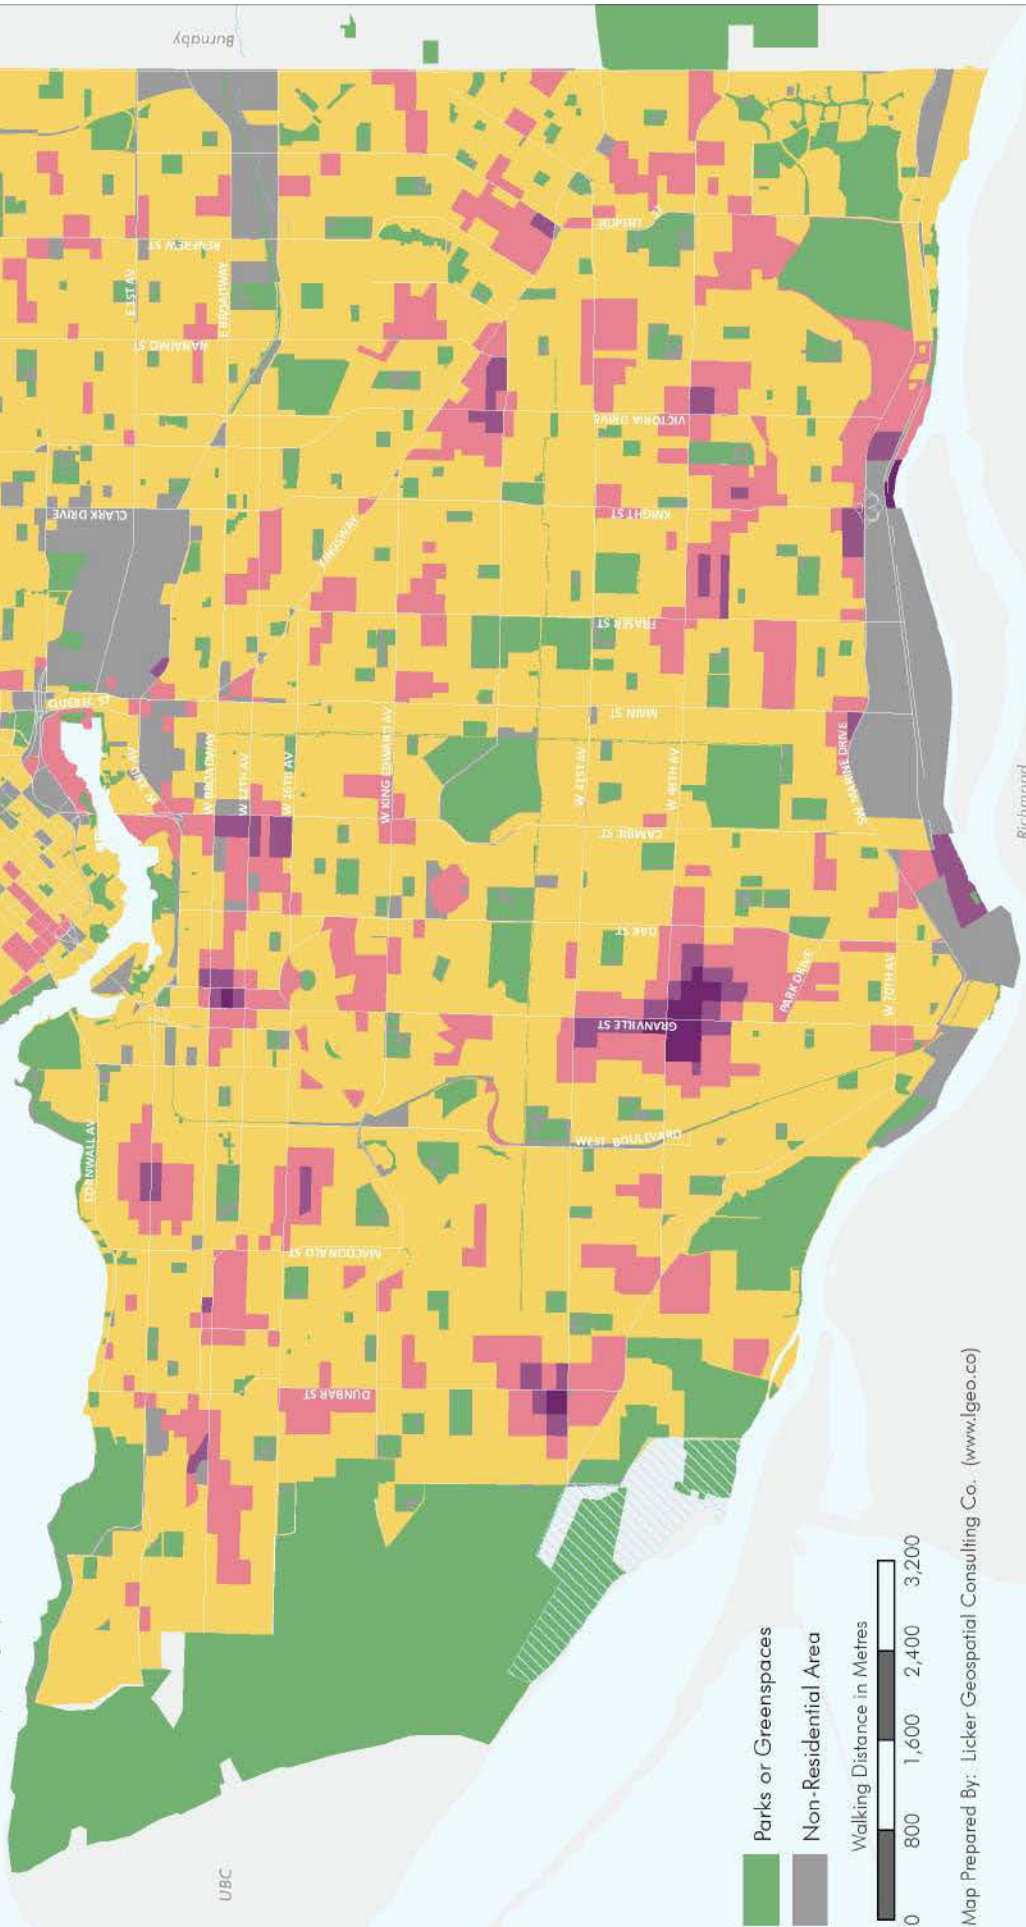 UBC
Burnaby
Richmond
CORNWALL AV
E 1ST AV
W 2ND AV
E BROADWAY
W BROADWAY
W 12TH AV
W 16TH AV
W KING EDWARD AV
W 41ST AV
W 49TH AV
PARK DRIVE
W 70TH AV
SW MARINE DRIVE
KINGSWAY
WEST BOULEVARD
DUNBAR ST
MACDONALD ST
GRANVILLE ST
OAK ST
CAMBIE ST
MAIN ST
QUEBEC ST
FRASER ST
KNIGHT ST
CLARK DRIVE
VICTORIA DRIVE
NANAIMO ST
RENFREW ST
Parks or Greenspaces
Non-Residential Area
Walking Distance in Metres
0 800 1,600 2,400 3,200
Map Prepared By: Licker Geospatial Consulting Co. (www.lgeo.co)